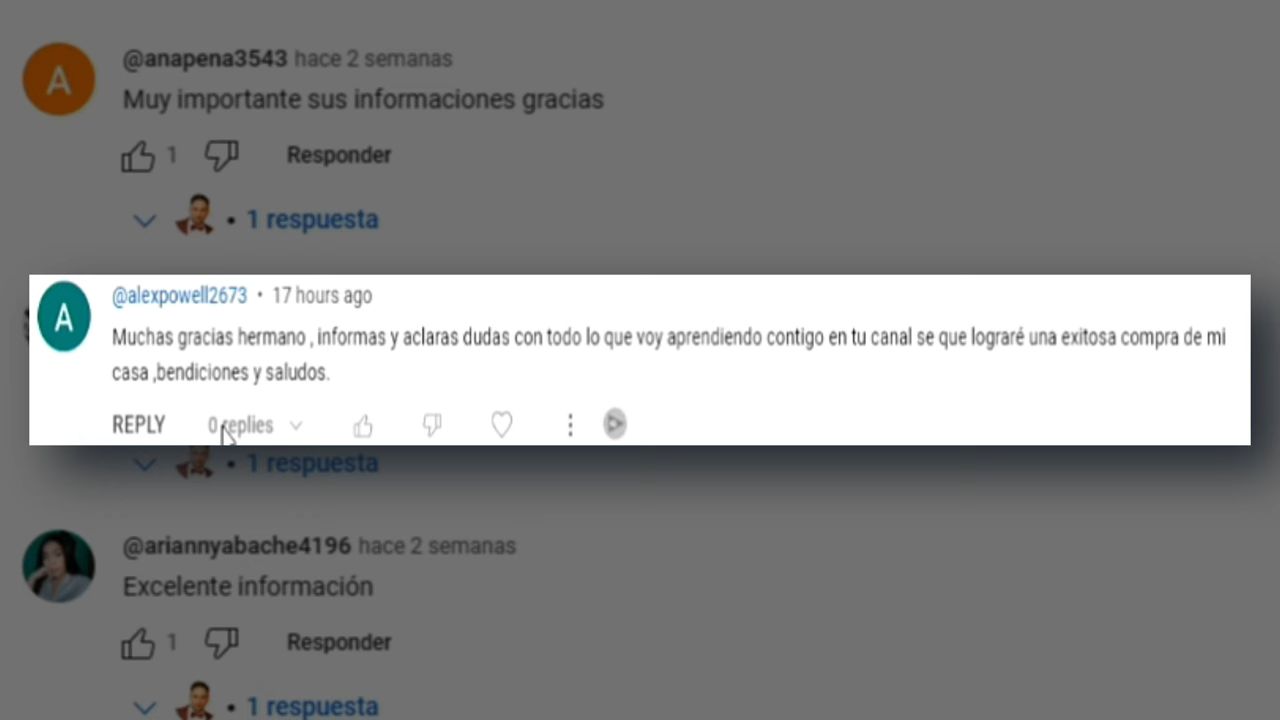 A
@anapena3543 hace 2 semanas
Muy importante sus informaciones gracias
1 Responder
• 1 respuesta
A
@alexpowell2673 • 17 hours ago
Muchas gracias hermano , informas y aclaras dudas con todo lo que voy aprendiendo contigo en tu canal se que lograré una exitosa compra de mi
casa ,bendiciones y saludos.
REPLY 0 replies
• 1 respuesta
@ariannyabache4196 hace 2 semanas
Excelente información
1 Responder
• 1 respuesta